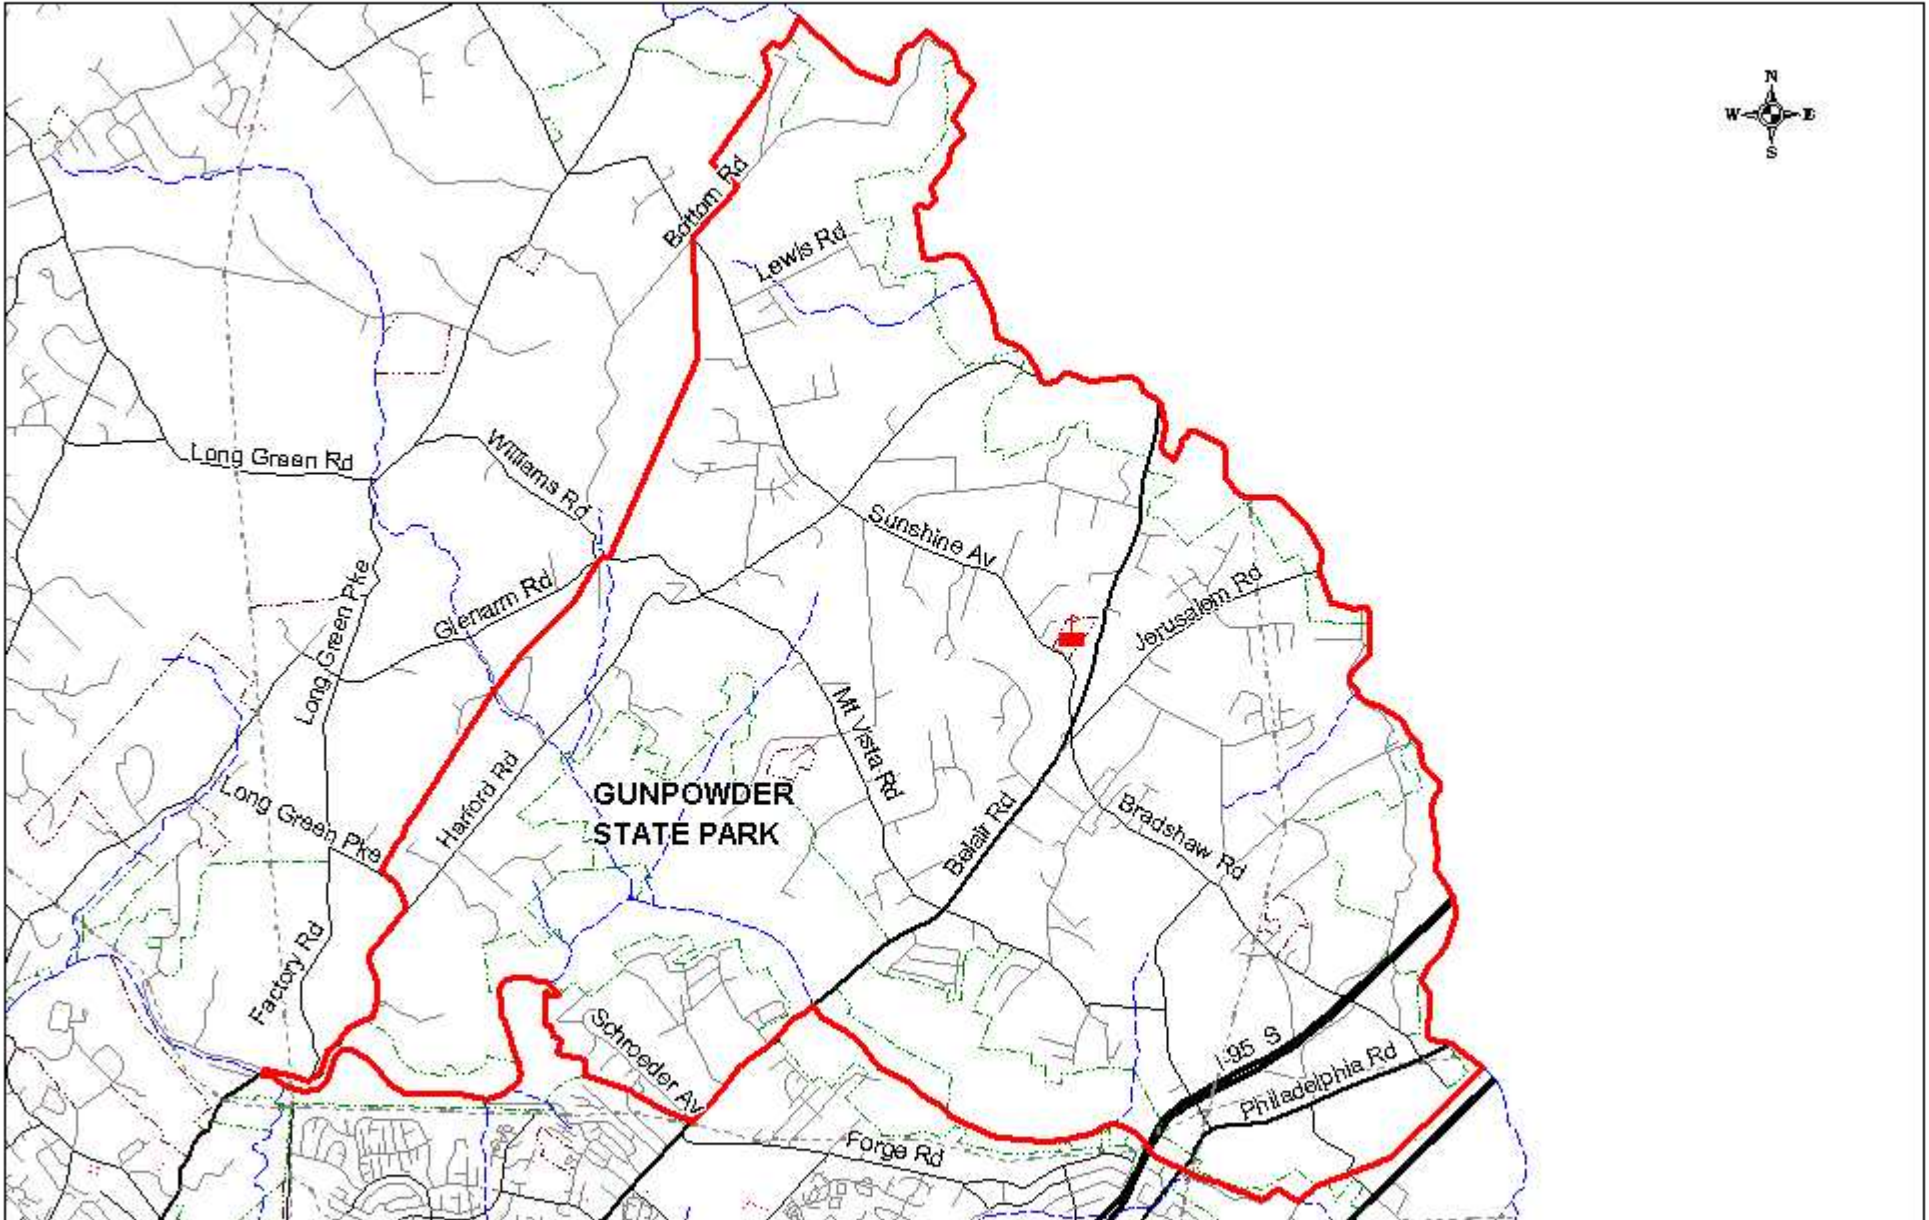 N
W E
S
Bottom Rd
Lewis Rd
Long Green Rd
Williams Rd
Sunshine Av
Glenarm Rd
Long Green Pke
Jerusalem Rd
Mt Vista Rd
Harford Rd
Long Green Pke
GUNPOWDER
STATE PARK
Belair Rd
Bradshaw Rd
Factory Rd
Schroeder Av
I-95 S
Philadelphia Rd
Forge Rd